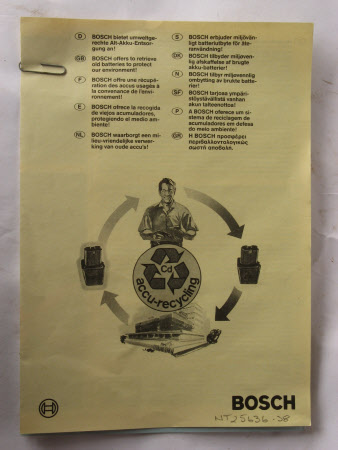 D BOSCH bietet umweltge-
rechte Alt-Akku-Entsor-
gung an!
GB BOSCH offers to retrieve
old batteries to protect
our environment!
F BOSCH offre une récupé-
ration des accus usagés à
la convenance de l'envi-
ronnement!
E BOSCH ofrece la recogida
de viejos acumuladores,
protegiendo el medio am-
biente!
NL BOSCH waarborgt een mi-
lieu-vriendelijke verwer-
king van oude accu's!
S BOSCH erbjuder miljövän-
ligt batteriutbyte för åte-
ranvändning!
DK BOSCH tilbyder miljøven-
lig afskaffelse af brugte
akku-batterier!
N BOSCH tilbyr miljøvennlig
ombytting av brukte batte-
rier!
SF BOSCH tarjoaa ympäri-
stöystävällistä vanhan
akun talteenottoa!
P A BOSCH oferece um si-
stema de reciclagem de
acumuladores em defesa
do meio ambiente!
GR Η BOSCH προσφέρει
περιβαλλοντολογικώς
σωστή αποβολή.
Cd
accu-recycling
BOSCH